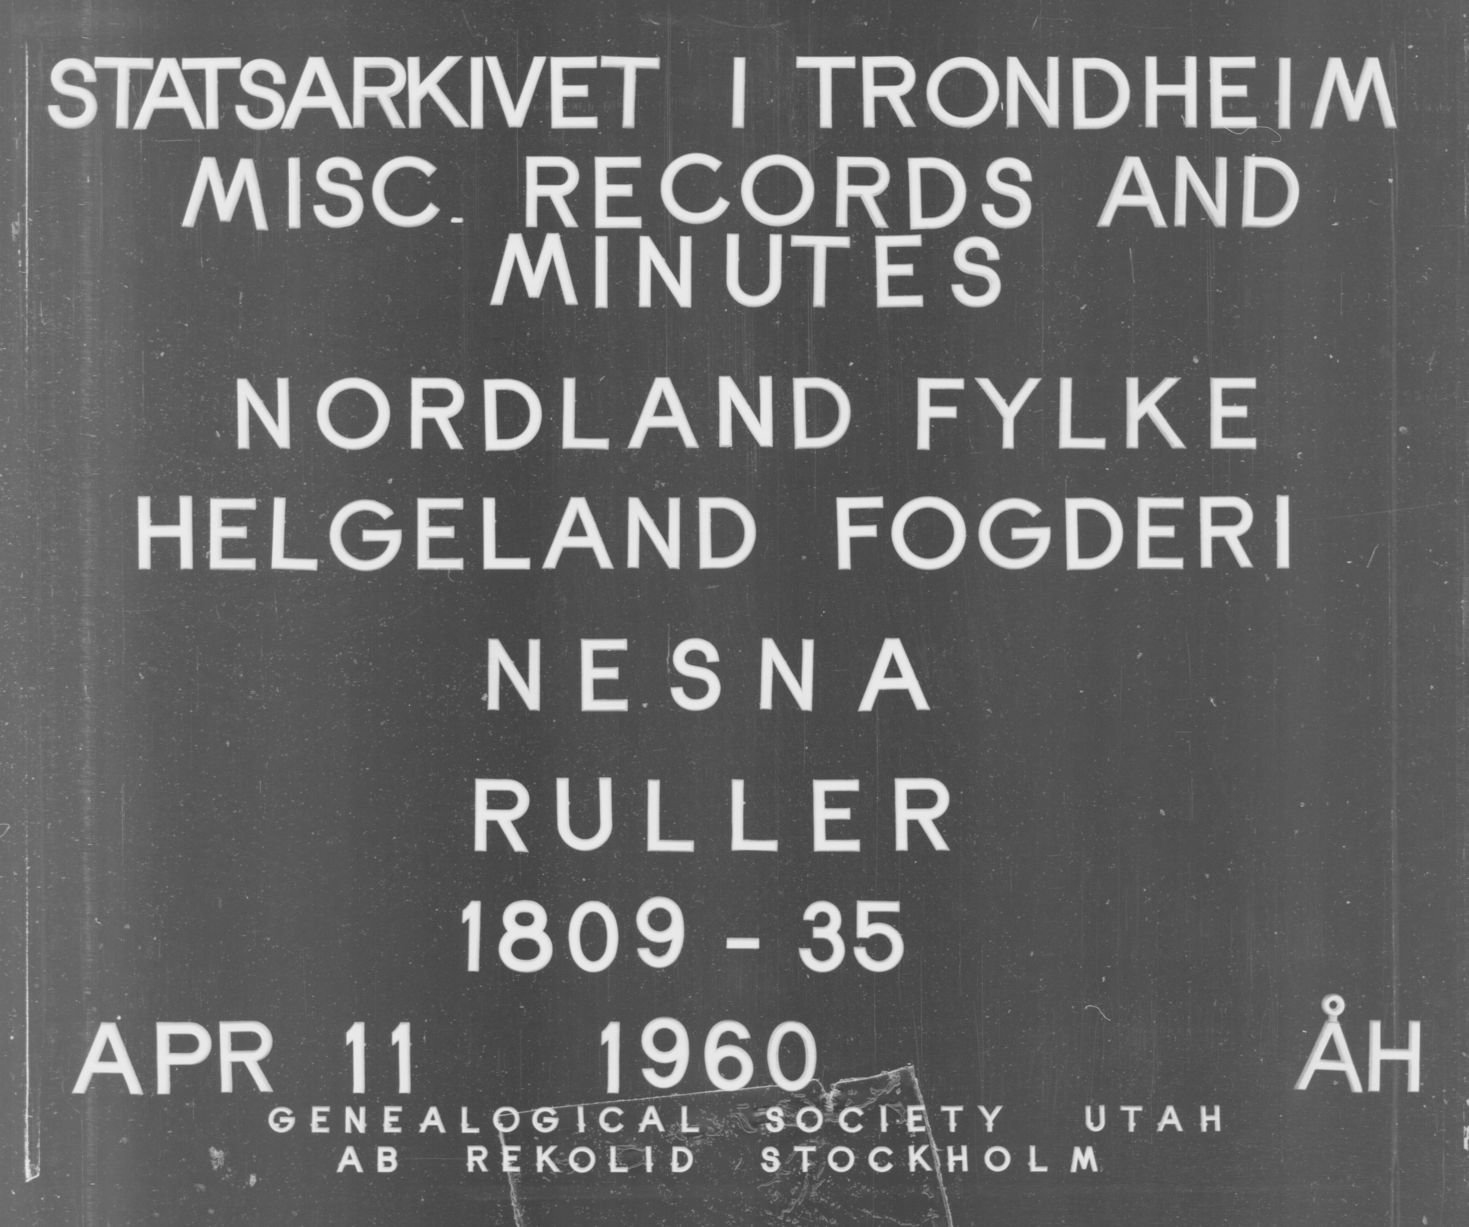 STATSARKIVET I TRONDHEIM
MISC. RECORDS AND
MINUTES
NORDLAND FYLKE
HELGELAND FOGDERI
NESNA
RULLER
1809 - 35
APR 11 1960 ÅH
GENEALOGICAL SOCIETY UTAH
AB REKOLID STOCKHOLM